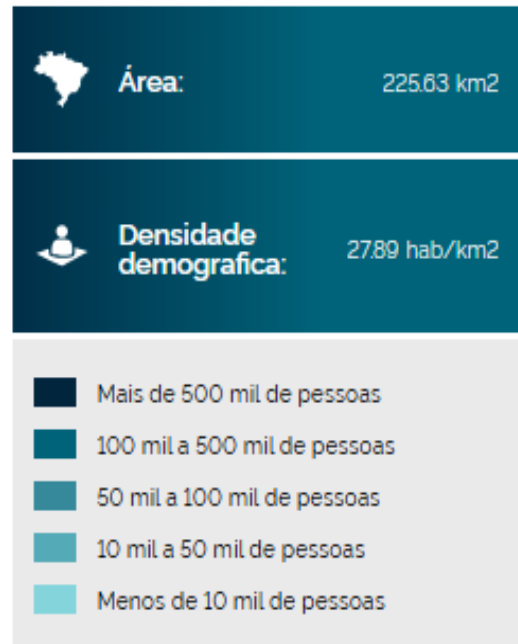 Área:
225.63 km2
Densidade
demografica:
27.89 hab/km2
Mais de 500 mil de pessoas
100 mil a 500 mil de pessoas
50 mil a 100 mil de pessoas
10 mil a 50 mil de pessoas
Menos de 10 mil de pessoas